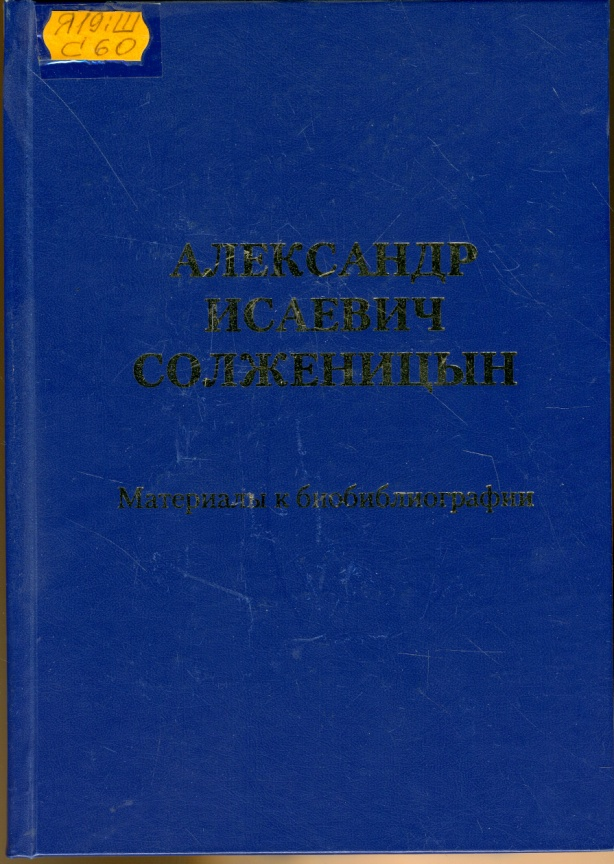 Я19:Ш
С60
АЛЕКСАНДР
ИСАЕВИЧ
СОЛЖЕНИЦЫН
Материалы к биобиблиографии